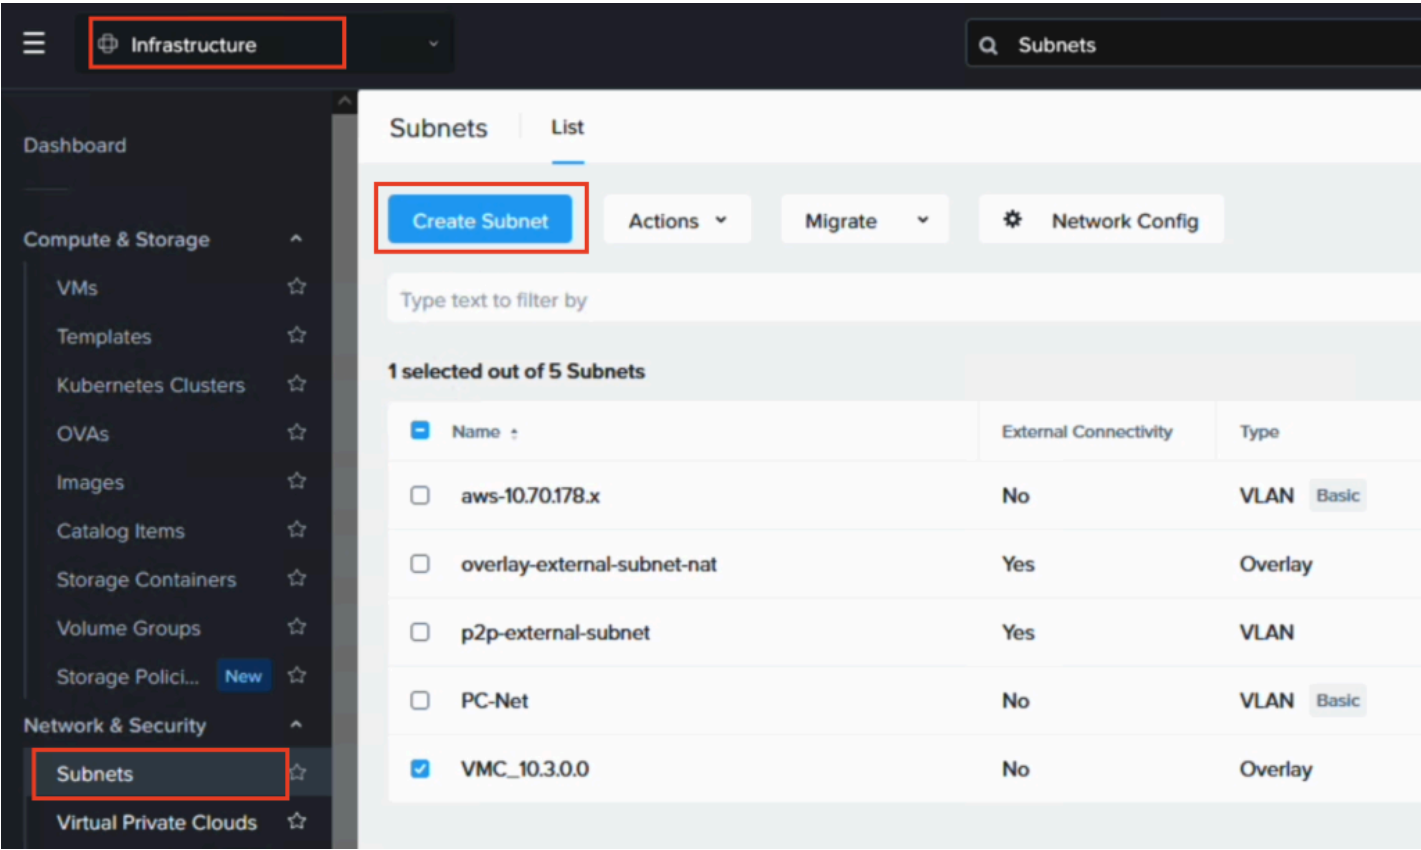 Infrastructure
Subnets
Dashboard
Compute & Storage
VMs
Templates
Kubernetes Clusters
OVAs
Images
Catalog Items
Storage Containers
Volume Groups
Storage Polici... New
Network & Security
Subnets
Virtual Private Clouds
Subnets List
Create Subnet Actions Migrate Network Config
Type text to filter by
1 selected out of 5 Subnets
Name External Connectivity Type
aws-10.70.178.x No VLAN Basic
overlay-external-subnet-nat Yes Overlay
p2p-external-subnet Yes VLAN
PC-Net No VLAN Basic
VMC_10.3.0.0 No Overlay